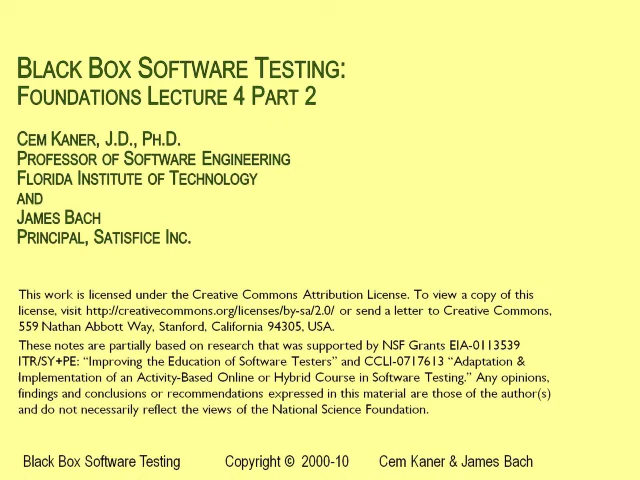 BLACK BOX SOFTWARE TESTING:
FOUNDATIONS LECTURE 4 PART 2
CEM KANER, J.D., PH.D.
PROFESSOR OF SOFTWARE ENGINEERING
FLORIDA INSTITUTE OF TECHNOLOGY
AND
JAMES BACH
PRINCIPAL, SATISFICE INC.
This work is licensed under the Creative Commons Attribution License. To view a copy of this
license, visit http://creativecommons.org/licenses/by-sa/2.0/ or send a letter to Creative Commons,
559 Nathan Abbott Way, Stanford, California 94305, USA.
These notes are partially based on research that was supported by NSF Grants EIA-0113539
ITR/SY+PE: “Improving the Education of Software Testers” and CCLI-0717613 “Adaptation &
Implementation of an Activity-Based Online or Hybrid Course in Software Testing.” Any opinions,
findings and conclusions or recommendations expressed in this material are those of the author(s)
and do not necessarily reflect the views of the National Science Foundation.
Black Box Software Testing Copyright © 2000-10 Cem Kaner & James Bach